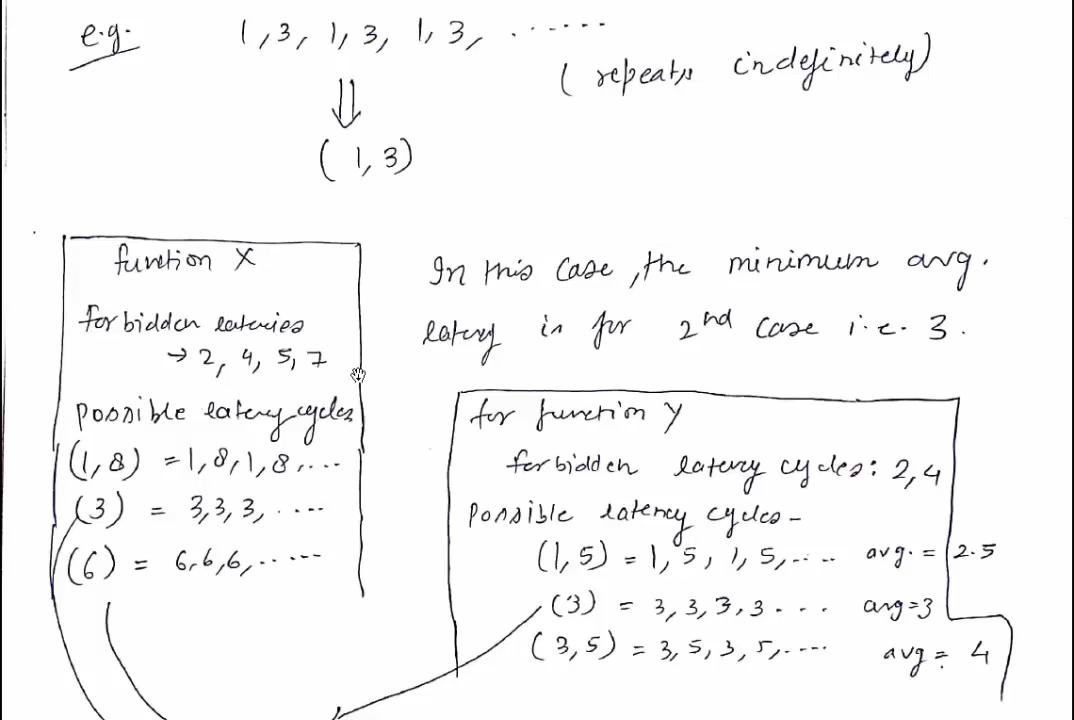 e.g. 1, 3, 1, 3, 1, 3, ......
( repeats indefinitely)
⇓
( 1, 3)
function X
forbidden latencies
→ 2, 4, 5, 7
possible latency cycles
(1, 8) = 1, 8, 1, 8, ...
(3) = 3, 3, 3, ....
(6) = 6, 6, 6, ......
In this case, the minimum avg.
latency is for 2nd case i.e. 3.
for function Y
forbidden latency cycles: 2, 4
Possible latency cycles -
(1, 5) = 1, 5, 1, 5, .... avg. = 2.5
(3) = 3, 3, 3, 3 . . . . avg=3
(3, 5) = 3, 5, 3, 5, ..... avg = 4